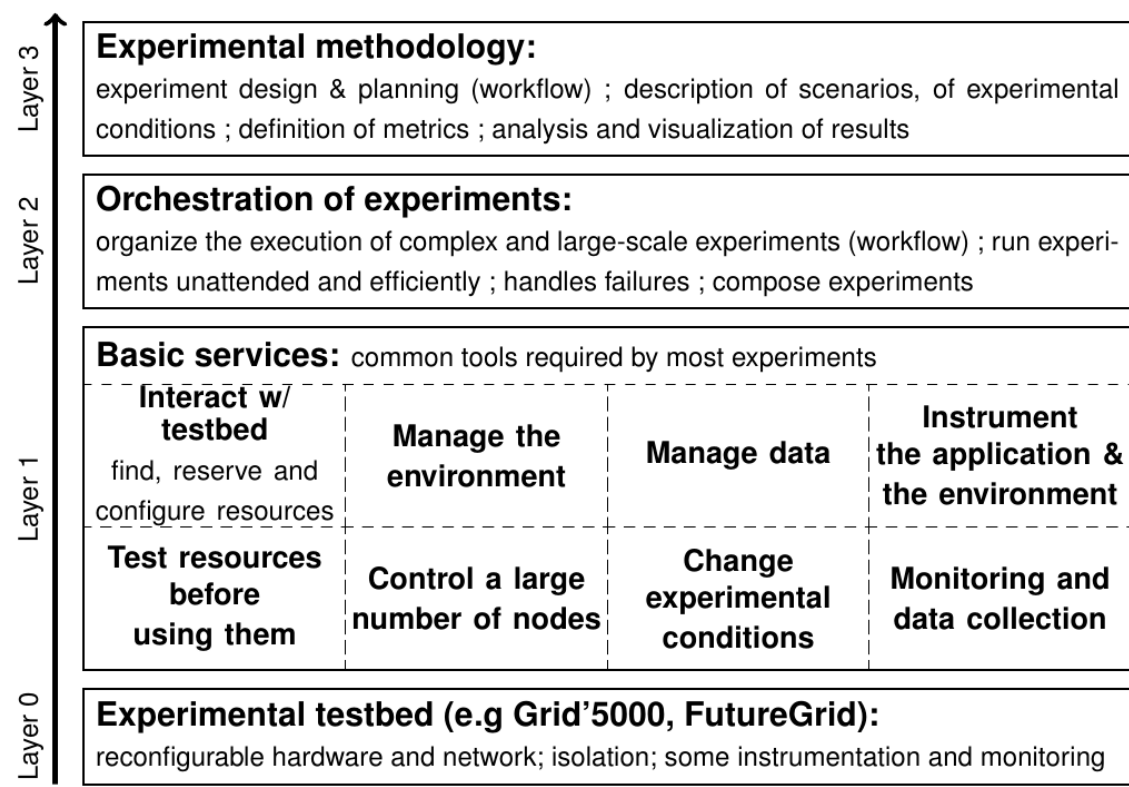 Layer 3
Experimental methodology:
experiment design & planning (workflow) ; description of scenarios, of experimental
conditions ; definition of metrics ; analysis and visualization of results
Layer 2
Orchestration of experiments:
organize the execution of complex and large-scale experiments (workflow) ; run experi-
ments unattended and efficiently ; handles failures ; compose experiments
Layer 1
Basic services: common tools required by most experiments
Interact w/
testbed
find, reserve and
configure resources
Manage the
environment
Manage data
Instrument
the application &
the environment
Test resources
before
using them
Control a large
number of nodes
Change
experimental
conditions
Monitoring and
data collection
Layer 0
Experimental testbed (e.g Grid'5000, FutureGrid):
reconfigurable hardware and network; isolation; some instrumentation and monitoring